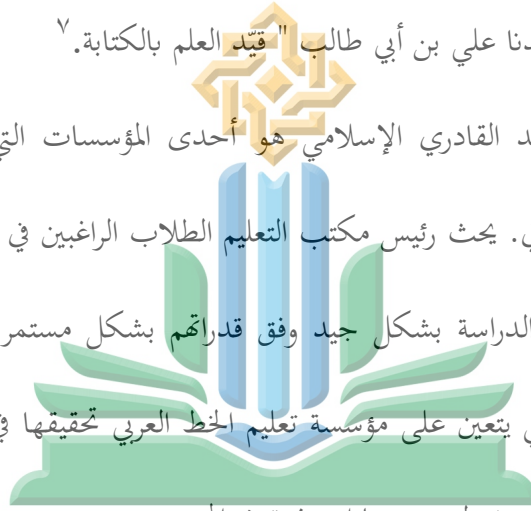 دنا علي بن أبي طالب " قيّد العلم بالكتابة.٧
د القادري الإسلامي هو أحدى المؤسسات التي
ي. يحث رئيس مكتب التعليم الطلاب الراغبين في
الدراسة بشكل جيد وفق قدراتهم بشكل مستمر
ي يتعين على مؤسسة تعليم الخط العربي تحقيقها في